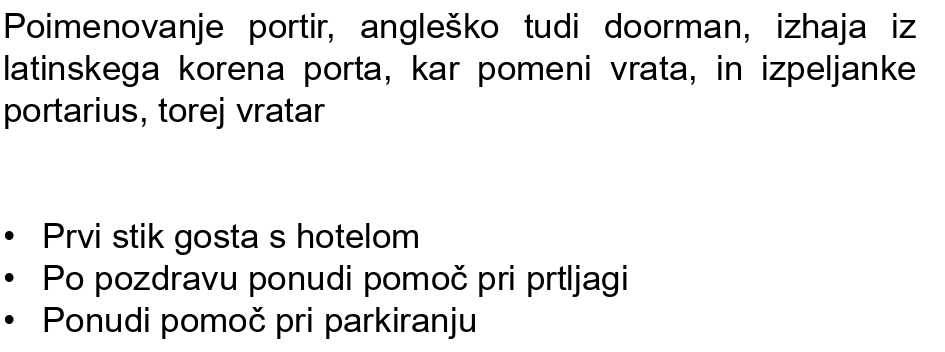 Poimenovanje portir, angleško tudi doorman, izhaja iz
latinskega korena porta, kar pomeni vrata, in izpeljanke
portarius, torej vratar
• Prvi stik gosta s hotelom
• Po pozdravu ponudi pomoč pri prtljagi
• Ponudi pomoč pri parkiranju